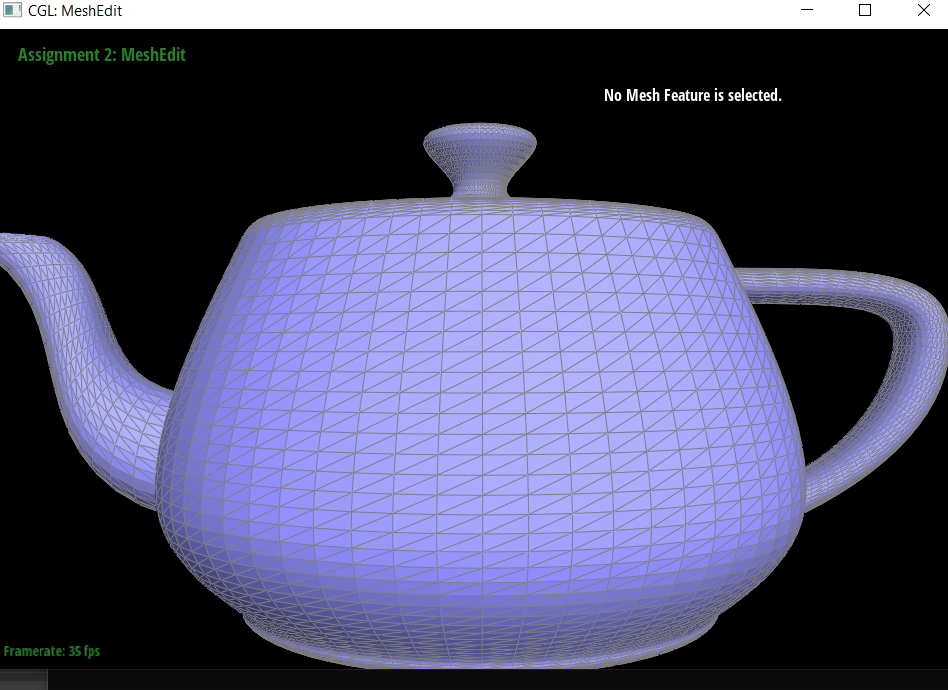 CGL: MeshEdit
Assignment 2: MeshEdit
No Mesh Feature is selected.
Framerate: 35 fps